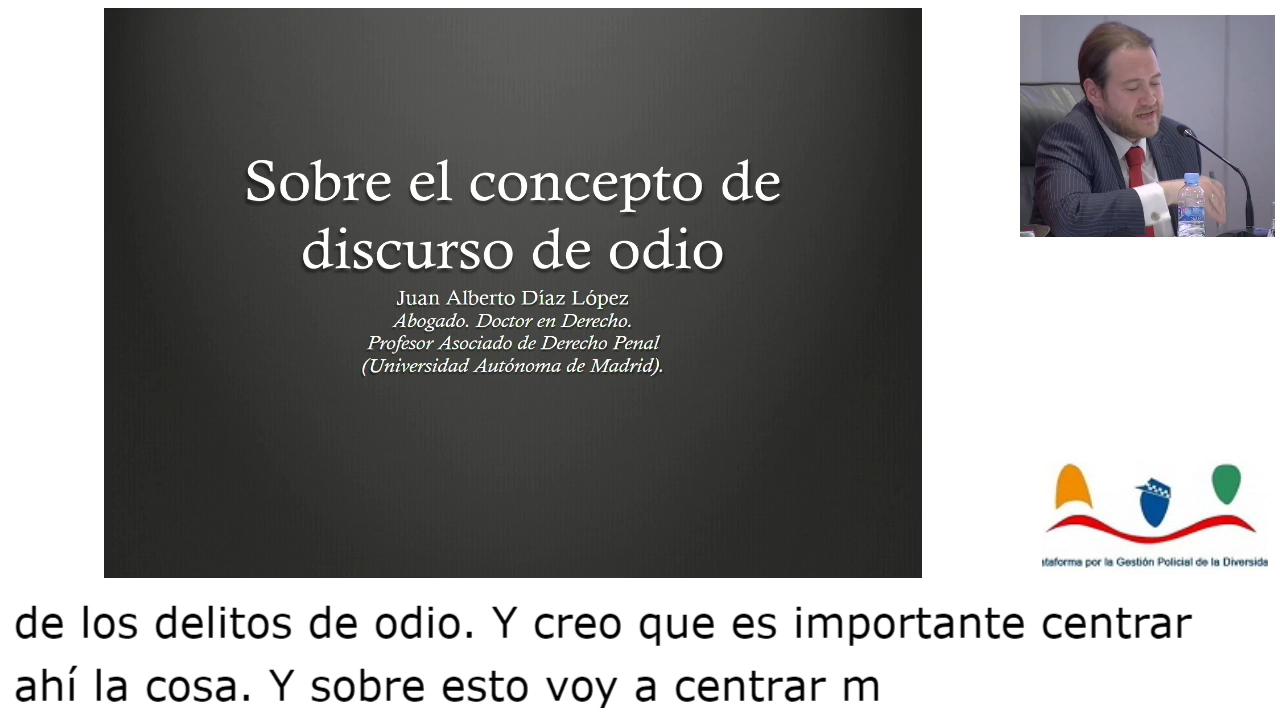 Sobre el concepto de
discurso de odio
Juan Alberto Díaz López
Abogado. Doctor en Derecho.
Profesor Asociado de Derecho Penal
(Universidad Autónoma de Madrid).
ataforma por la Gestión Policial de la Diversida
de los delitos de odio. Y creo que es importante centrar
ahí la cosa. Y sobre esto voy a centrar m